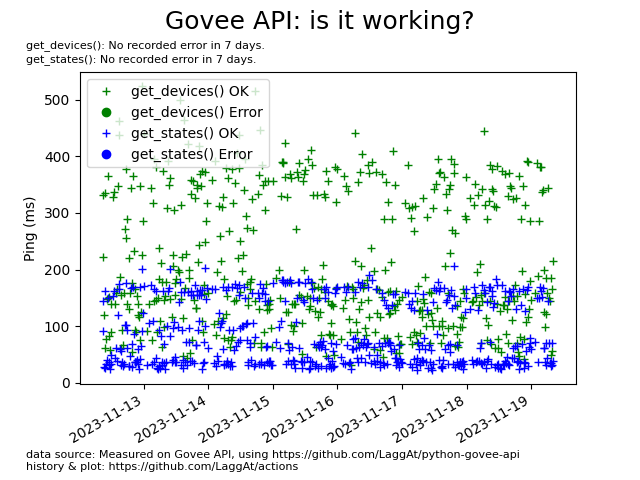 Govee API: is it working?
get_devices(): No recorded error in 7 days.
get_states(): No recorded error in 7 days.
get_devices() OK
get_devices() Error
get_states() OK
get_states() Error
500
400
300
200
100
0
Ping (ms)
2023-11-13
2023-11-14
2023-11-15
2023-11-16
2023-11-17
2023-11-18
2023-11-19
data source: Measured on Govee API, using https://github.com/LaggAt/python-govee-api
history & plot: https://github.com/LaggAt/actions